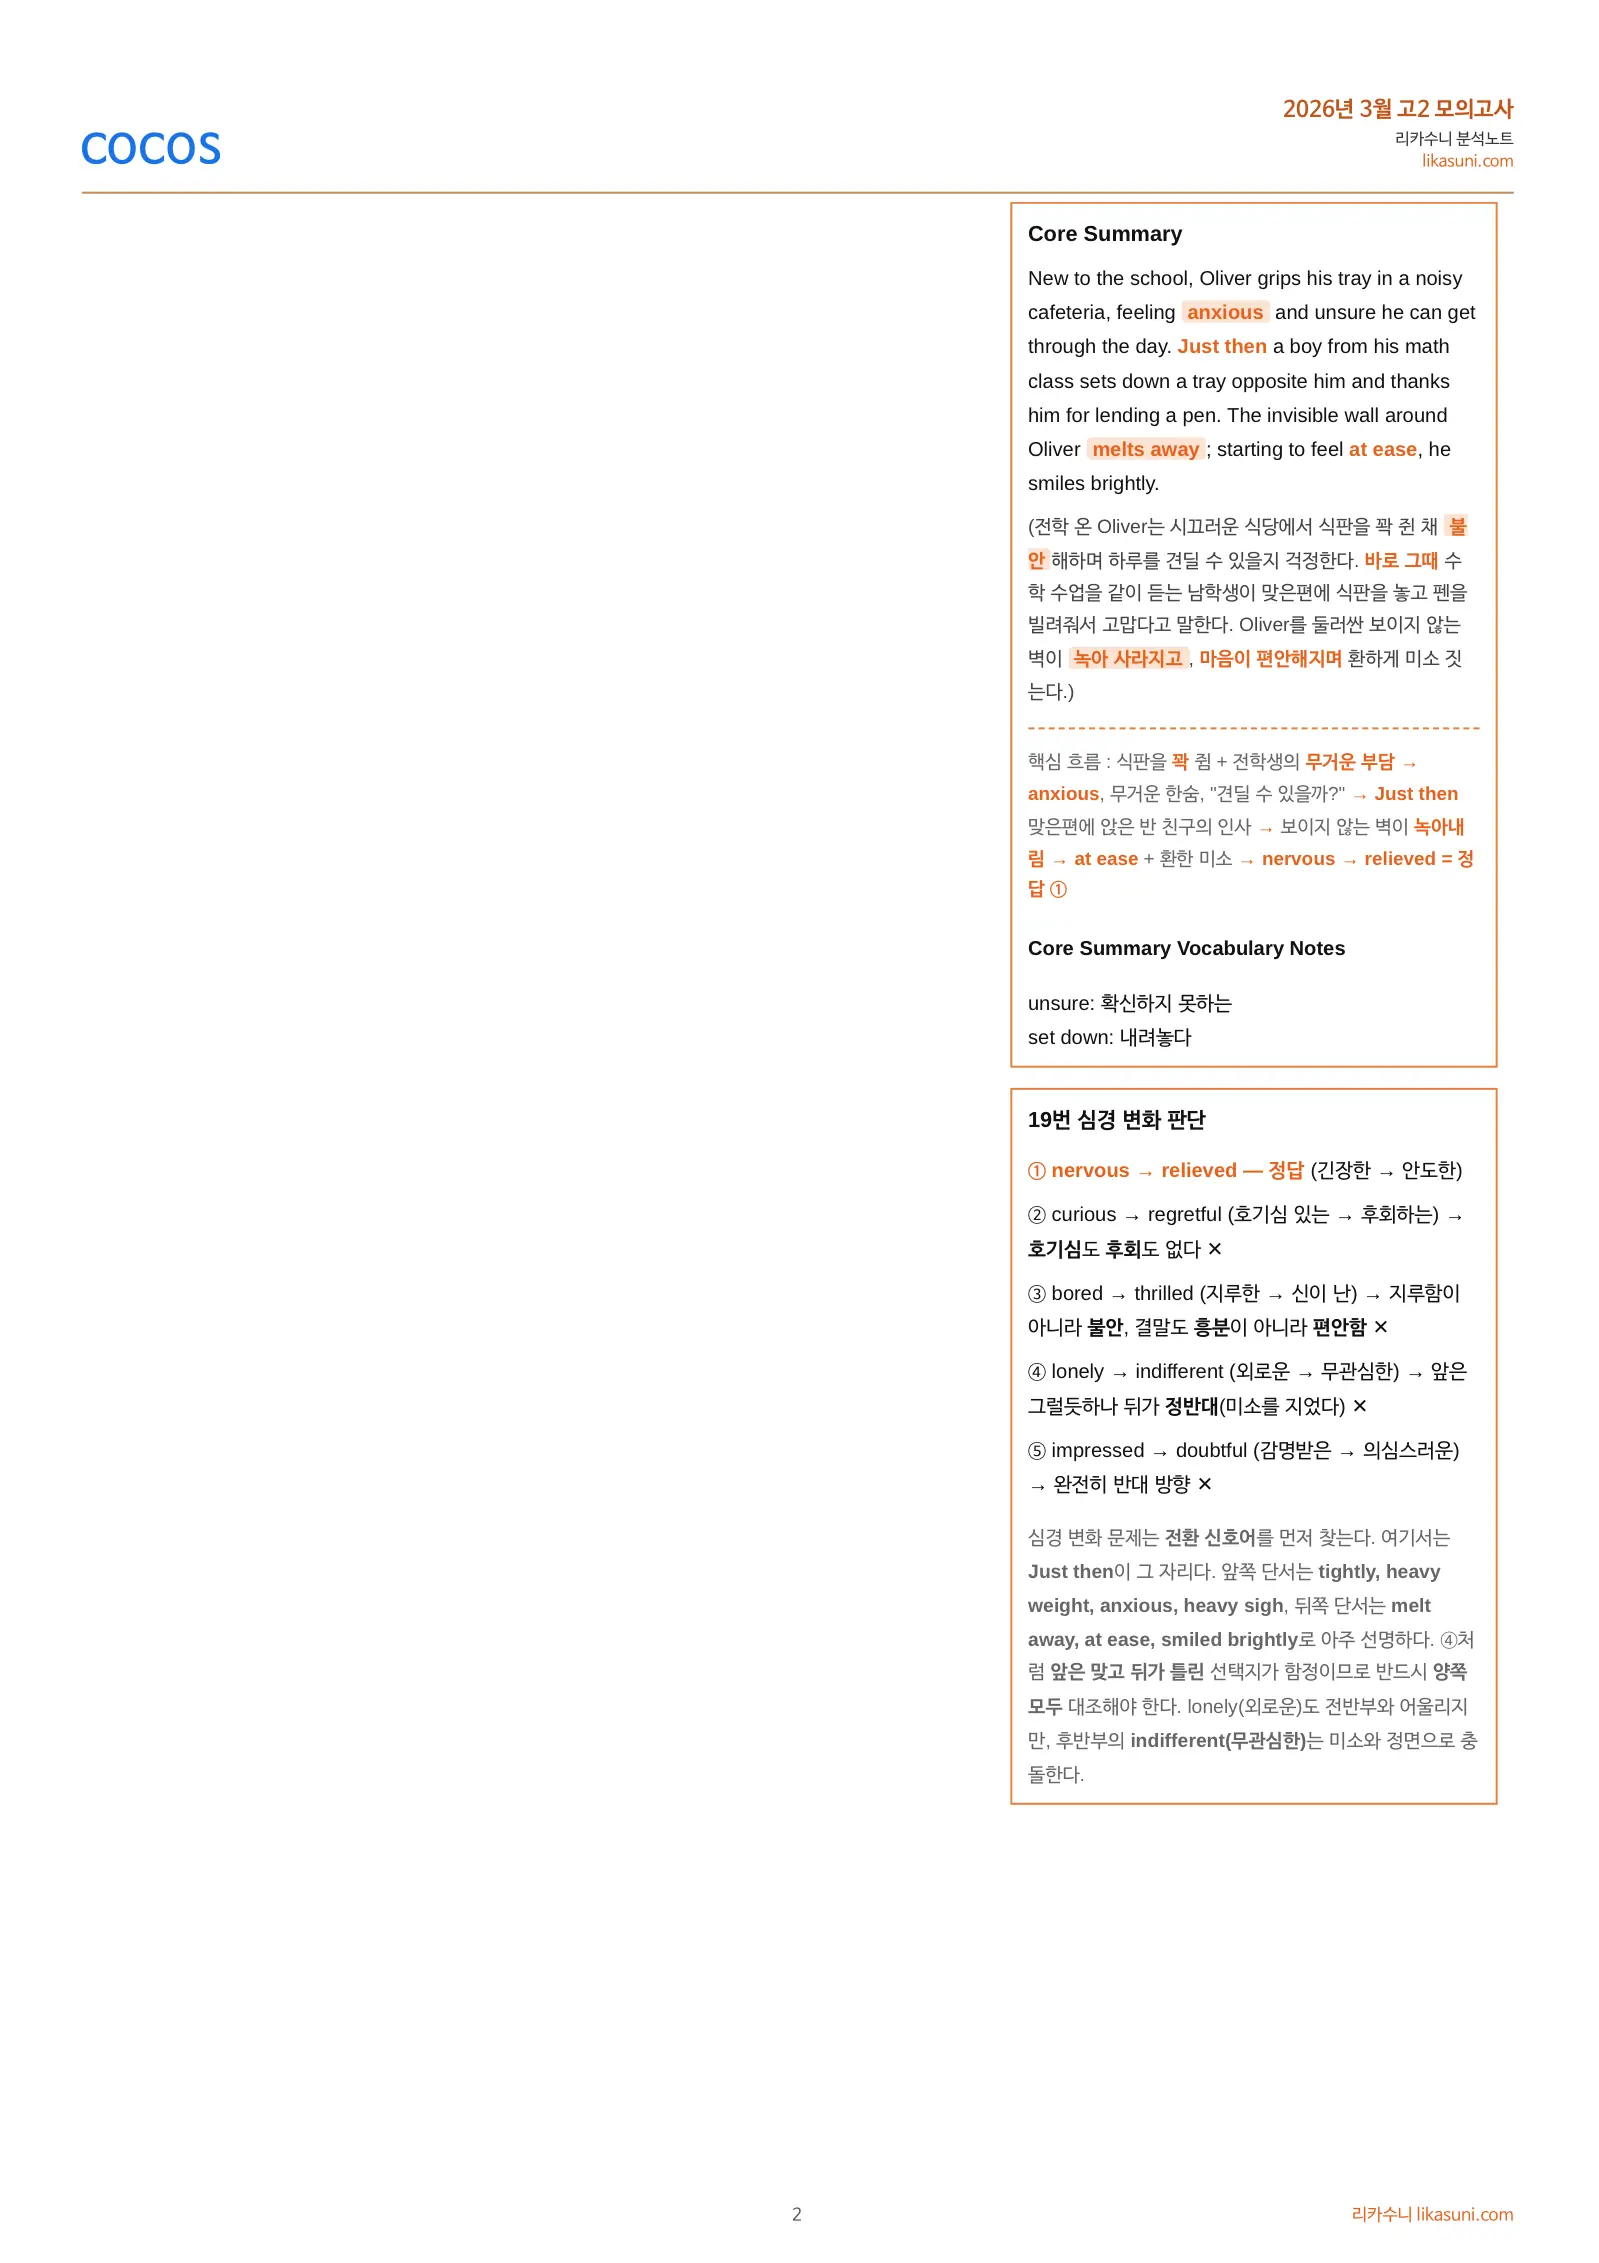 cocos
2026년 3월 고2 모의고사
리카수니 분석노트
likasuni.com
Core Summary
New to the school, Oliver grips his tray in a noisy
cafeteria, feeling anxious and unsure he can get
through the day. Just then a boy from his math
class sets down a tray opposite him and thanks
him for lending a pen. The invisible wall around
Oliver melts away ; starting to feel at ease, he
smiles brightly.
(전학 온 Oliver는 시끄러운 식당에서 식판을 꽉 쥔 채 불
안 해하며 하루를 견딜 수 있을지 걱정한다. 바로 그때 수
학 수업을 같이 듣는 남학생이 맞은편에 식판을 놓고 펜을
빌려줘서 고맙다고 말한다. Oliver를 둘러싼 보이지 않는
벽이 녹아 사라지고 , 마음이 편안해지며 환하게 미소 짓
는다.)
핵심 흐름 : 식판을 꽉 쥠 + 전학생의 무거운 부담 →
anxious, 무거운 한숨, "견딜 수 있을까?" → Just then
맞은편에 앉은 반 친구의 인사 → 보이지 않는 벽이 녹아내
림 → at ease + 환한 미소 → nervous → relieved = 정
답 ①
Core Summary Vocabulary Notes
unsure: 확신하지 못하는
set down: 내려놓다
19번 심경 변화 판단
① nervous → relieved — 정답 (긴장한 → 안도한)
② curious → regretful (호기심 있는 → 후회하는) →
호기심도 후회도 없다 ✕
③ bored → thrilled (지루한 → 신이 난) → 지루함이
아니라 불안, 결말도 흥분이 아니라 편안함 ✕
④ lonely → indifferent (외로운 → 무관심한) → 앞은
그럴듯하나 뒤가 정반대(미소를 지었다) ✕
⑤ impressed → doubtful (감명받은 → 의심스러운)
→ 완전히 반대 방향 ✕
심경 변화 문제는 전환 신호어를 먼저 찾는다. 여기서는
Just then이 그 자리다. 앞쪽 단서는 tightly, heavy
weight, anxious, heavy sigh, 뒤쪽 단서는 melt
away, at ease, smiled brightly로 아주 선명하다. ④처
럼 앞은 맞고 뒤가 틀린 선택지가 함정이므로 반드시 양쪽
모두 대조해야 한다. lonely(외로운)도 전반부와 어울리지
만, 후반부의 indifferent(무관심한)는 미소와 정면으로 충
돌한다.
2
리카수니 likasuni.com